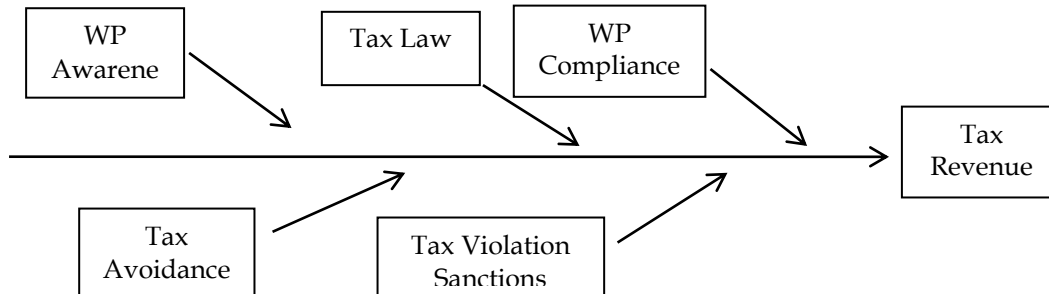 WP
Awarene
Tax Law
WP
Compliance
Tax
Revenue
Tax
Avoidance
Tax Violation
Sanctions